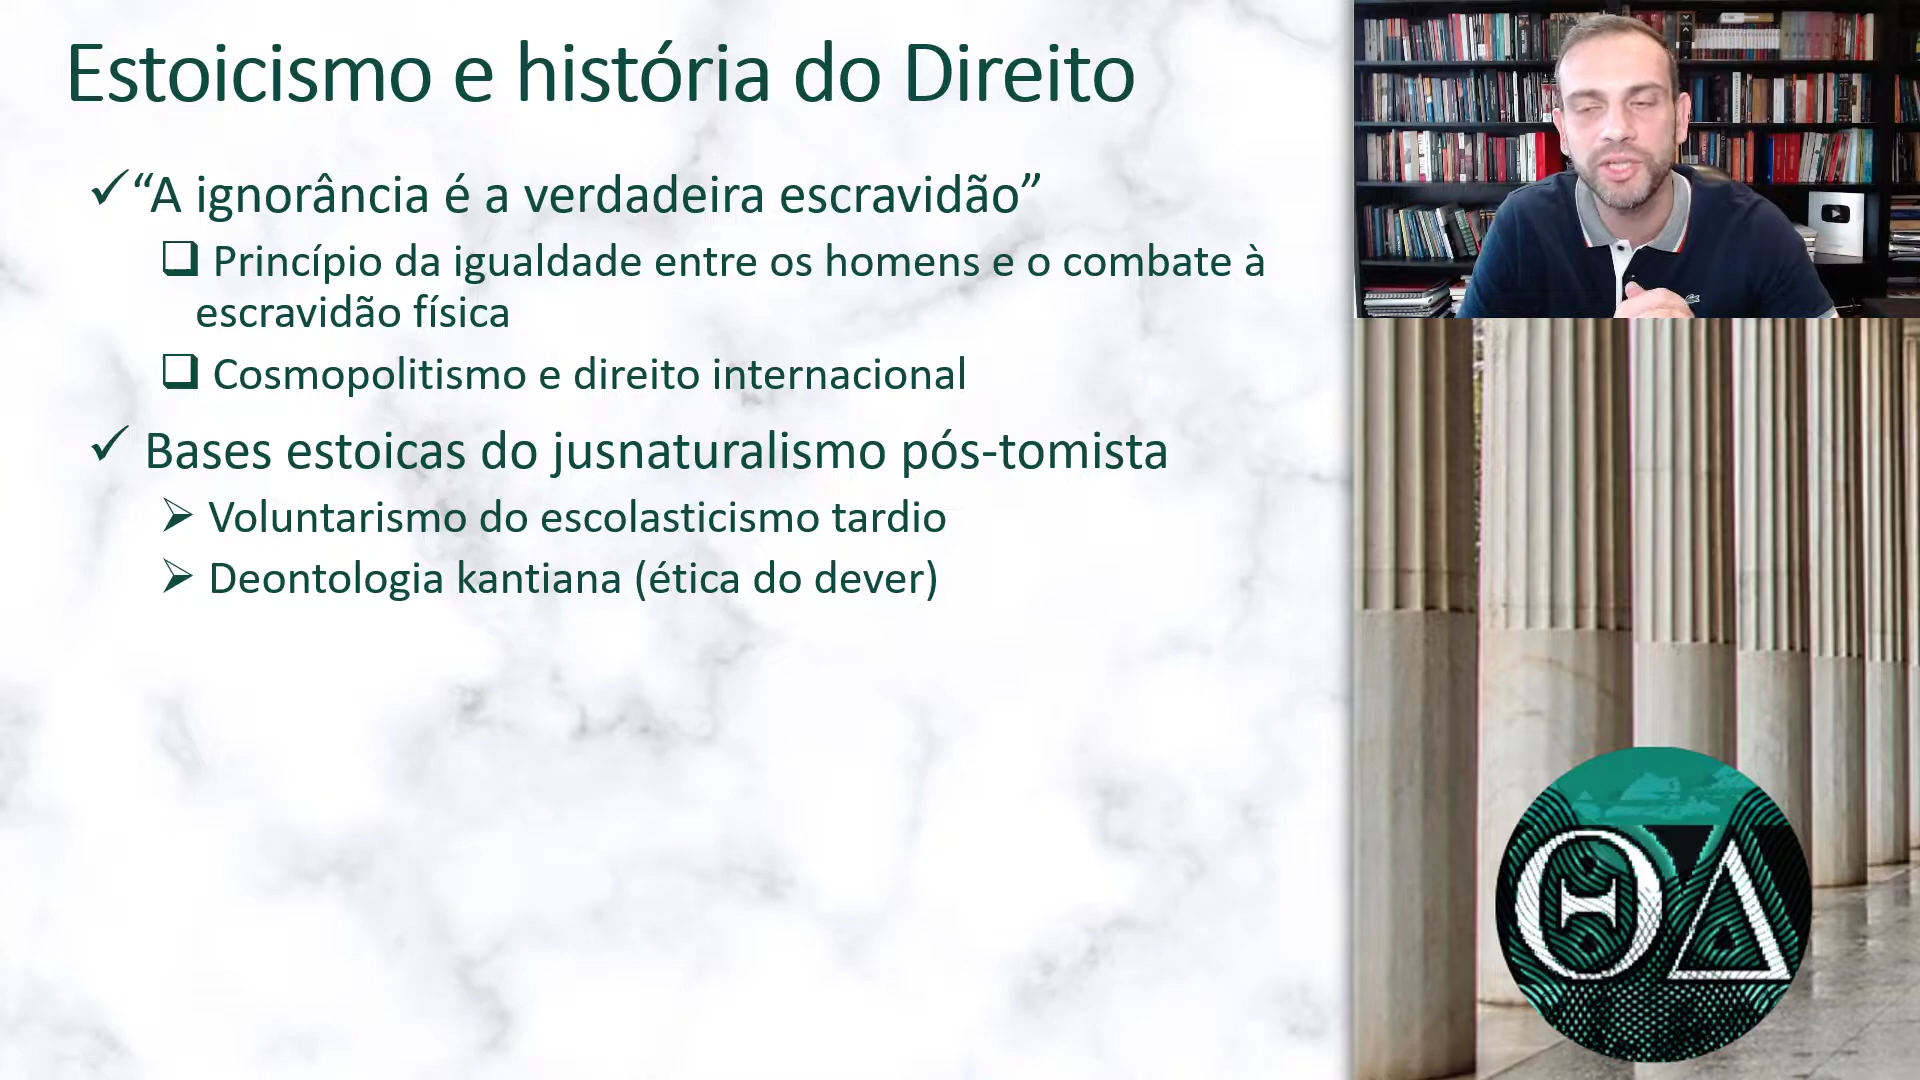 Estoicismo e história do Direito
“A ignorância é a verdadeira escravidão”
Princípio da igualdade entre os homens e o combate à
escravidão física
Cosmopolitismo e direito internacional
Bases estoicas do jusnaturalismo pós-tomista
Voluntarismo do escolasticismo tardio
Deontologia kantiana (ética do dever)
ΘΔ